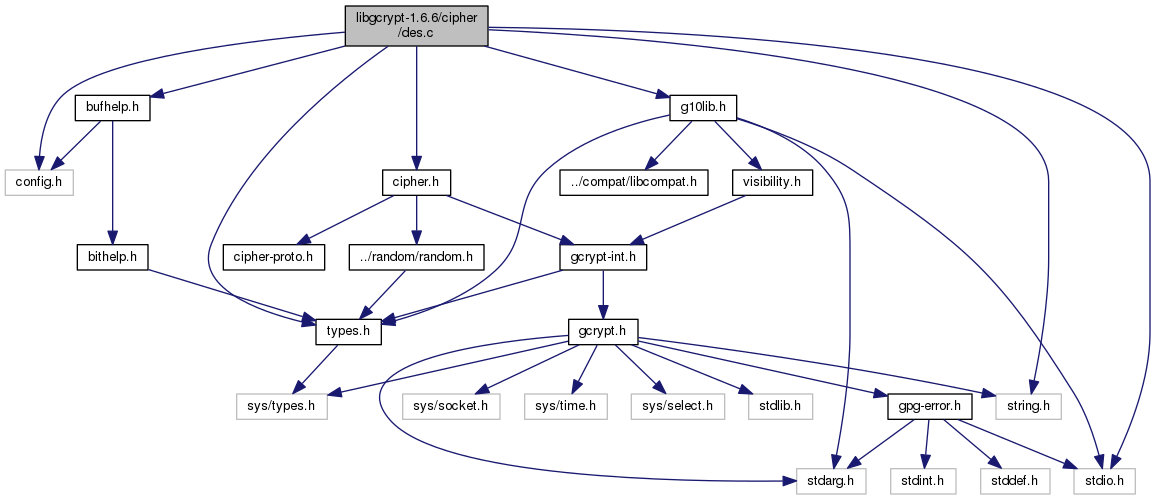 libgcrypt-1.6.6/cipher
/des.c
bufhelp.h
g10lib.h
config.h
cipher.h
../compat/libcompat.h
visibility.h
bithelp.h
cipher-proto.h
../random/random.h
gcrypt-int.h
types.h
gcrypt.h
sys/types.h
sys/socket.h
sys/time.h
sys/select.h
stdlib.h
gpg-error.h
string.h
stdarg.h
stdint.h
stddef.h
stdio.h